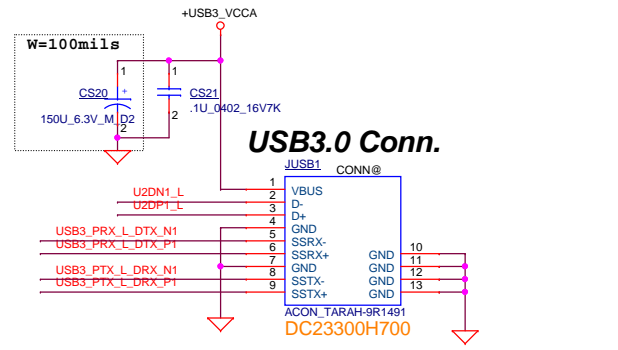 +USB3_VCCA
W=100mils
1
1
CS20
+
CS21
.1U_0402_16V7K
150U_6.3V_M_D2
2
2
USB3.0 Conn.
JUSB1
CONN@
1
VBUS
U2DN1_L
2
D-
U2DP1_L
3
D+
4
GND
USB3_PRX_L_DTX_N1
5
SSRX-
USB3_PRX_L_DTX_P1
6
SSRX+
GND
10
7
GND
GND
11
USB3_PTX_L_DRX_N1
8
SSTX-
GND
12
USB3_PTX_L_DRX_P1
9
SSTX+
GND
13
ACON_TARAH-9R1491
DC23300H700